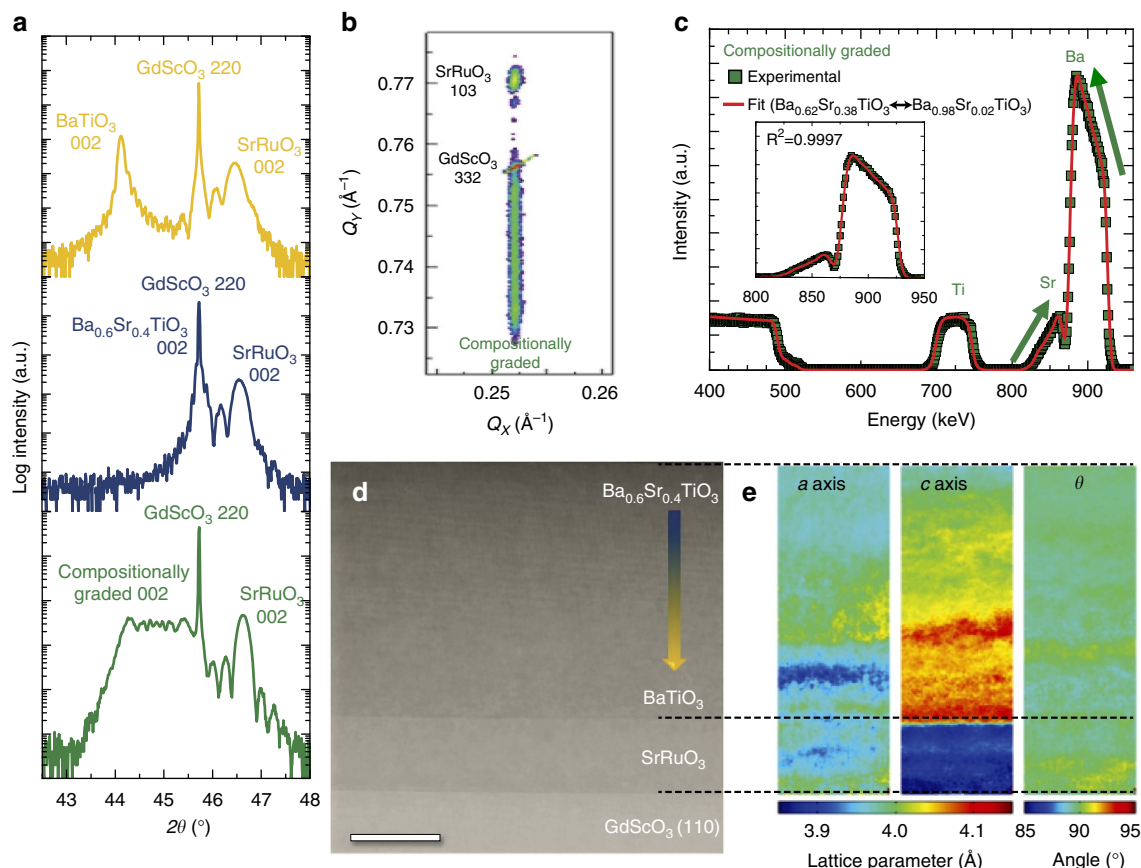 a
GdScO₃ 220
BaTiO₃
002
SrRuO₃
002
GdScO₃ 220
Ba₀.₆Sr₀.₄TiO₃
002
SrRuO₃
002
GdScO₃ 220
Compositionally
graded 002
SrRuO₃
002
Log intensity (a.u.)
43 44 45 46 47 48
2θ (°)
b
SrRuO₃
103
GdScO₃
332
Compositionally
graded
0.77
0.76
0.75
0.74
0.73
Q_Y (Å⁻¹)
0.25 0.26
Q_X (Å⁻¹)
c
Compositionally graded
Experimental
Fit (Ba₀.₆₂Sr₀.₃₈TiO₃↔Ba₀.₉₈Sr₀.₀₂TiO₃)
R²=0.9997
800 850 900 950
Ti
Sr
Ba
Intensity (a.u.)
400 500 600 700 800 900
Energy (keV)
d
Ba₀.₆Sr₀.₄TiO₃
BaTiO₃
SrRuO₃
GdScO₃ (110)
e
a axis
c axis
θ
3.9 4.0 4.1
Lattice parameter (Å)
85 90 95
Angle (°)